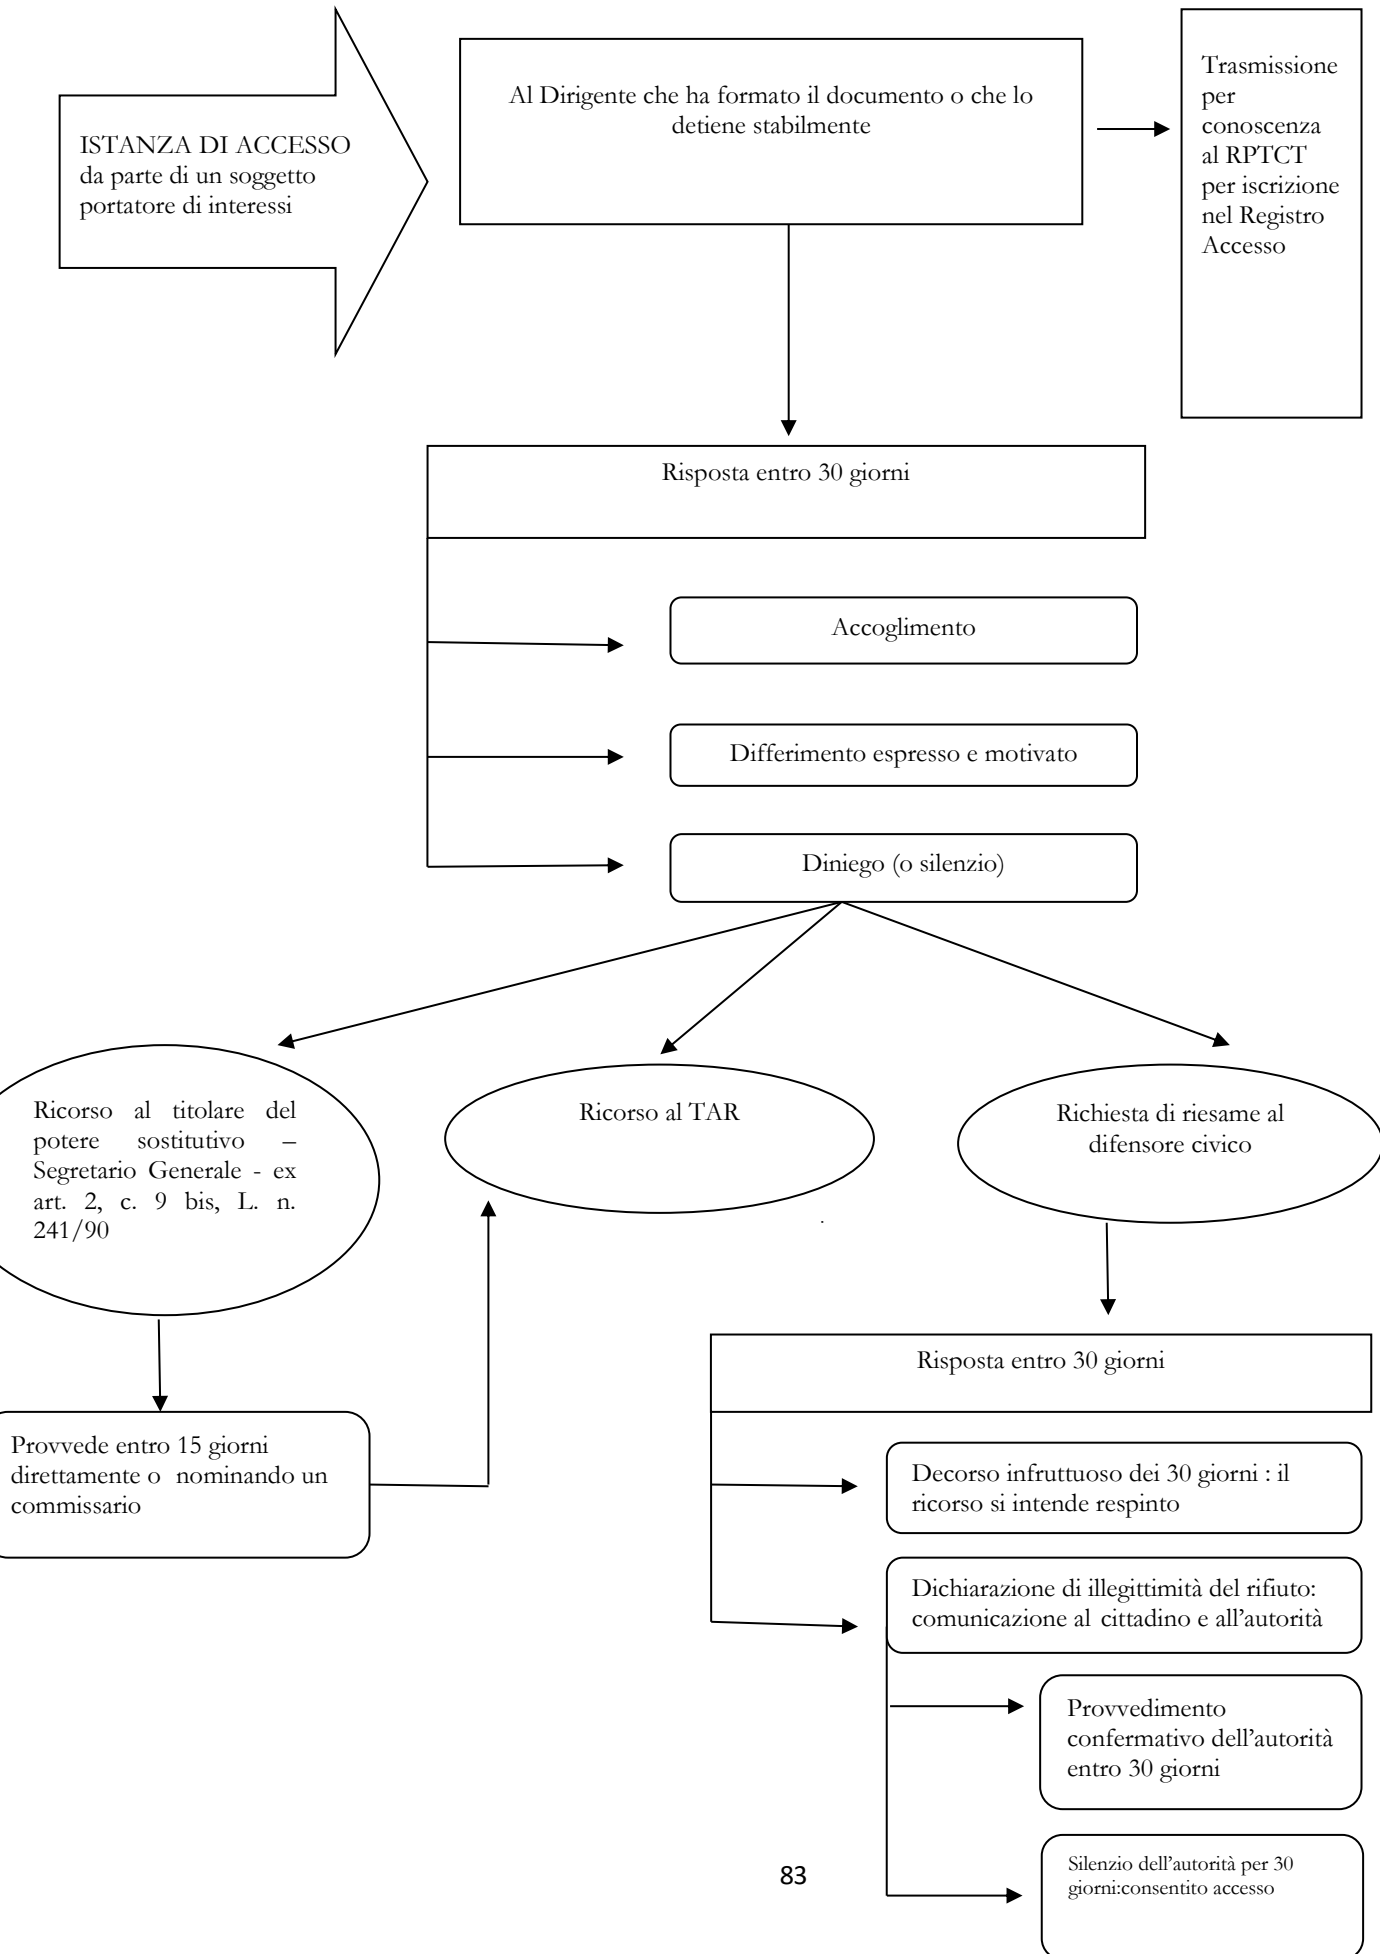 ISTANZA DI ACCESSO
da parte di un soggetto
portatore di interessi
Al Dirigente che ha formato il documento o che lo
detiene stabilmente
Trasmissione
per
conoscenza
al RPTCT
per iscrizione
nel Registro
Accesso
Risposta entro 30 giorni
Accoglimento
Differimento espresso e motivato
Diniego (o silenzio)
Ricorso al titolare del
potere sostitutivo –
Segretario Generale - ex
art. 2, c. 9 bis, L. n.
241/90
Ricorso al TAR
Richiesta di riesame al
difensore civico
Provvede entro 15 giorni
direttamente o nominando un
commissario
Risposta entro 30 giorni
Decorso infruttuoso dei 30 giorni : il
ricorso si intende respinto
Dichiarazione di illegittimità del rifiuto:
comunicazione al cittadino e all’autorità
Provvedimento
confermativo dell’autorità
entro 30 giorni
Silenzio dell’autorità per 30
giorni:consentito accesso
83